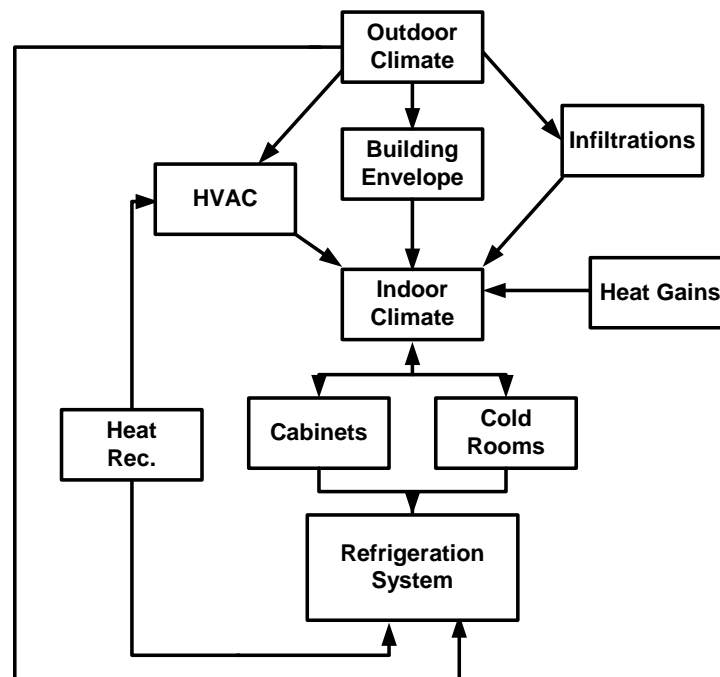 Outdoor
Climate
Infiltrations
Building
Envelope
HVAC
Indoor
Climate
Heat Gains
Heat
Rec.
Cabinets
Cold
Rooms
Refrigeration
System